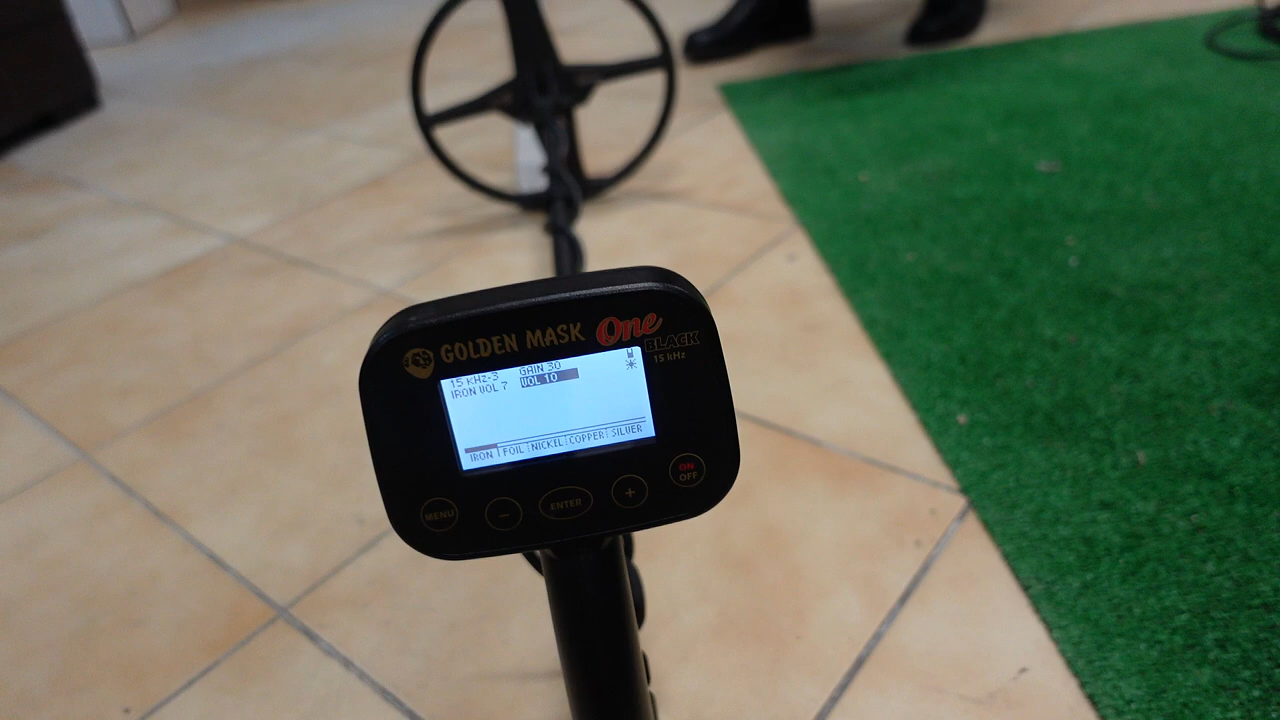 GOLDEN MASK One
BLACK
15 kHz
15 KHZ-3 GAIN 30
IRON VOL 7 VOL 10
IRON FOIL NICKEL COPPER SILVER
MENU − ENTER + ON OFF